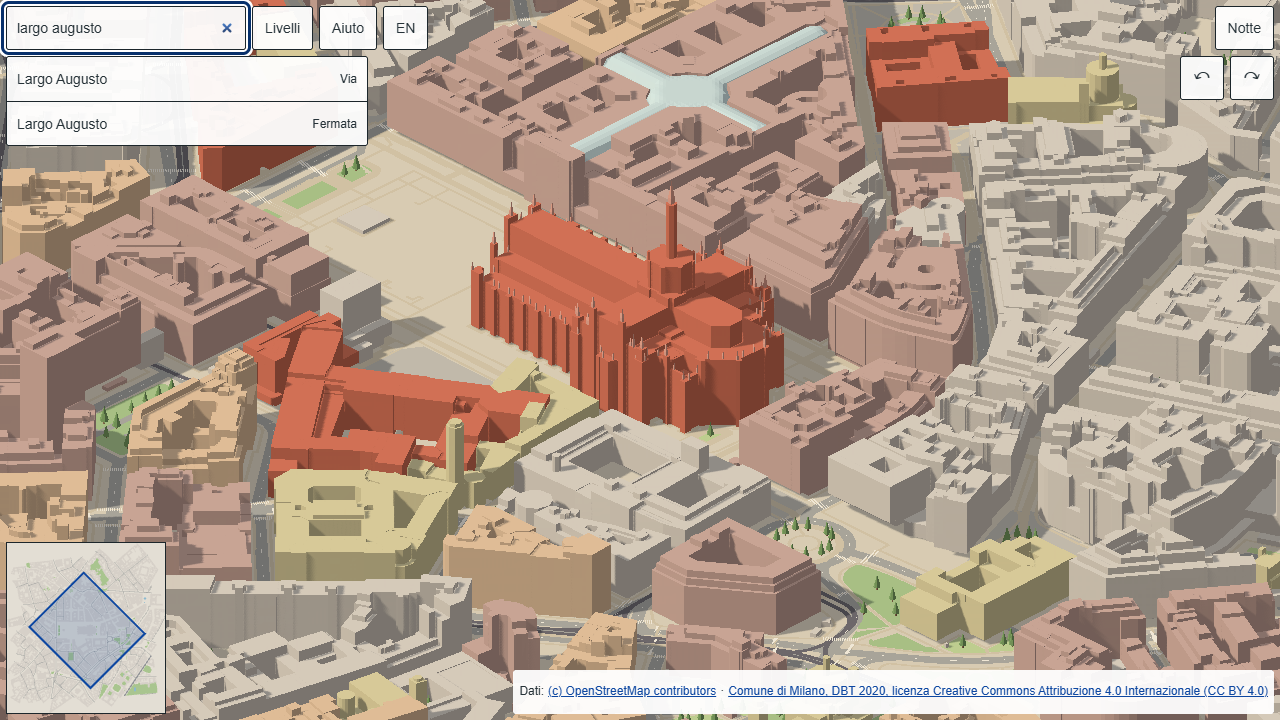 largo augusto
Livelli
Aiuto
EN
Notte
Largo Augusto Via
Largo Augusto Fermata
Dati: (c) OpenStreetMap contributors · Comune di Milano, DBT 2020, licenza Creative Commons Attribuzione 4.0 Internazionale (CC BY 4.0)